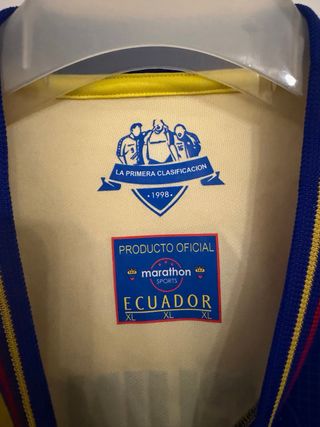 LA PRIMERA CLASIFICACION
· 1998 ·
PRODUCTO OFICIAL
marathon
SPORTS
ECUADOR
XL XL XL